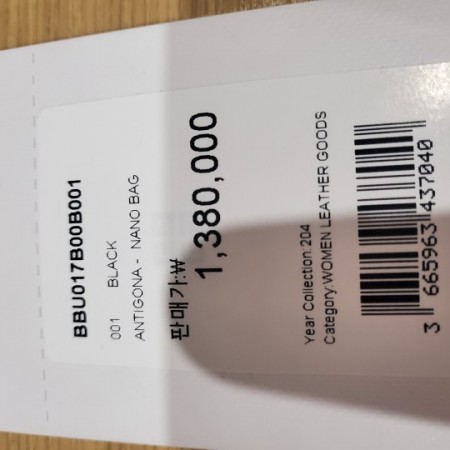 BBU017B00B001
001 BLACK
ANTIGONA - NANO BAG
판매가:₩
1,380,000
Year Collection:204
Category:WOMEN LEATHER GOODS
3 665963 437040